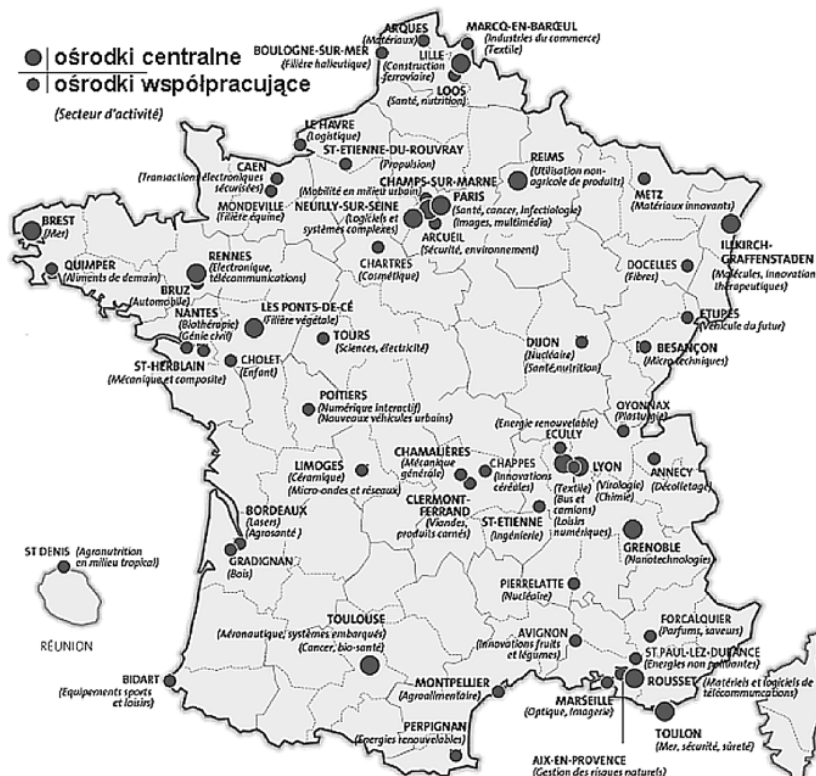 ośrodki centralne
ośrodki współpracujące
(Secteur d'activité)
ARQUES
(Matériaux)
MARCQ-EN-BARŒUL
(Industries du commerce)
(Textile)
BOULOGNE-SUR-MER
(Filière halieutique)
LILLE
(Construction
ferroviaire)
LOOS
(Santé, nutrition)
LE HAVRE
(Logistique)
ST-ETIENNE-DU-ROUVRAY
(Propulsion)
CAEN
(Transactions électroniques
sécurisées)
MONDEVILLE
(Filière équine)
(Mobilité en milieu urbain)
CHAMPS-SUR-MARNE
NEUILLY-SUR-SEINE
(Logiciels et
systèmes complexes)
PARIS
(Santé, cancer, Infectiologie)
(Images, multimédia)
ARCUEIL
(Sécurité, environnement)
REIMS
(Utilisation non-
agricole de produits)
METZ
(Matériaux innovants)
ILLKIRCH-
GRAFFENSTADEN
(Molécules, innovation
thérapeutiques)
BREST
(Mer)
QUIMPER
(Aliments de demain)
RENNES
(Electronique,
télécommunications)
BRUZ
(Automobile)
CHARTRES
(Cosmétique)
DOCELLES
(Fibres)
NANTES
(Biothérapie)
(Génie civil)
LES PONTS-DE-CÉ
(Filière végétale)
TOURS
(Sciences, électricité)
DIJON
(Nucléaire)
(Santé,nutrition)
ETUPES
(Véhicule du futur)
BESANÇON
(Micro techniques)
ST-HERBLAIN
(Mécanique et composite)
CHOLET
(Enfant)
POITIERS
(Numérique interactif)
(Nouveaux véhicules urbains)
OYONNAX
(Plasturgie)
(Energie renouvelable)
ECULLY
LIMOGES
(Céramique)
(Micro-ondes et réseaux)
CHAMALIÈRES
(Mécanique
générale)
CHAPPES
(Innovations
céréales)
LYON
(Virologie)
(Chimie)
(Textile)
(Bus et
camions)
(Loisirs
numériques)
ANNECY
(Décolletage)
CLERMONT-
FERRAND
(Viandes,
produits carnés)
ST-ETIENNE
(Ingénierie)
BORDEAUX
(Lasers)
(Agrosanté)
GRADIGNAN
(Bois)
GRENOBLE
(Nanotechnologies)
ST DENIS
(Agranutrition
en milieu tropical)
RÉUNION
PIERRELATTE
(Nucléaire)
TOULOUSE
(Aéronautique, systèmes embarqués)
(Cancer, bio-santé)
AVIGNON
(Innovations fruits
et légumes)
FORCALQUIER
(Parfums, saveurs)
ST.PAUL-LEZ-DURANCE
(Energies non polluantes)
BIDART
(Equipements sports
et loisirs)
MONTPELLIER
(Agroalimentaire)
MARSEILLE
(Optique, Imagerie)
ROUSSET
(Matériels et logiciels de
télécommunications)
PERPIGNAN
(Energies renouvelables)
TOULON
(Mer, sécurité, sûreté)
AIX-EN-PROVENCE
(Gestion des risques naturels)